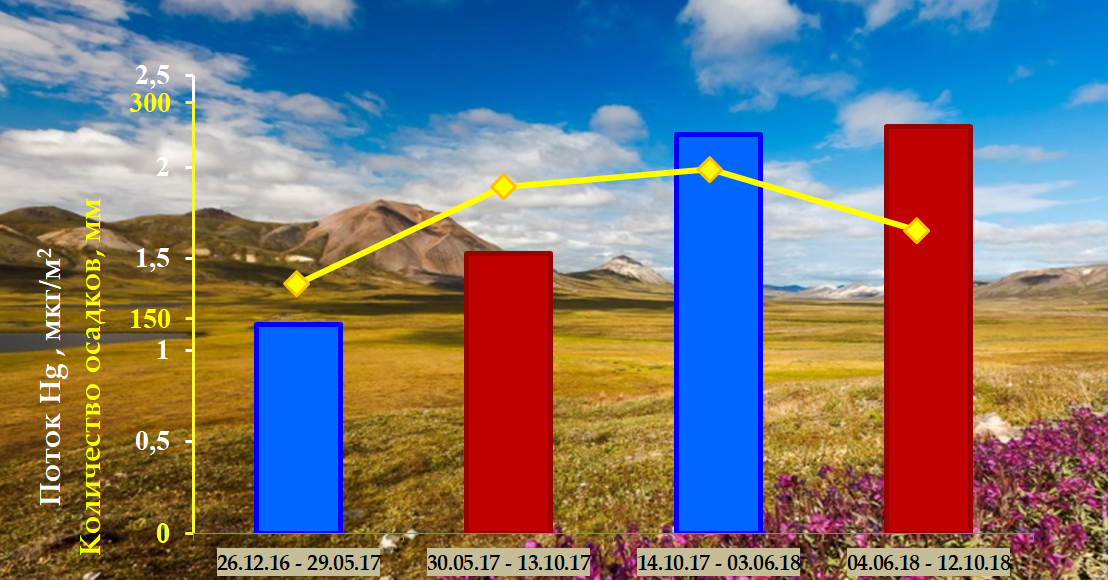 2,5
300
2
1,5
150
1
0,5
0
Поток Hg , мкг/м²
Количество осадков, мм
26.12.16 - 29.05.17
30.05.17 - 13.10.17
14.10.17 - 03.06.18
04.06.18 - 12.10.18